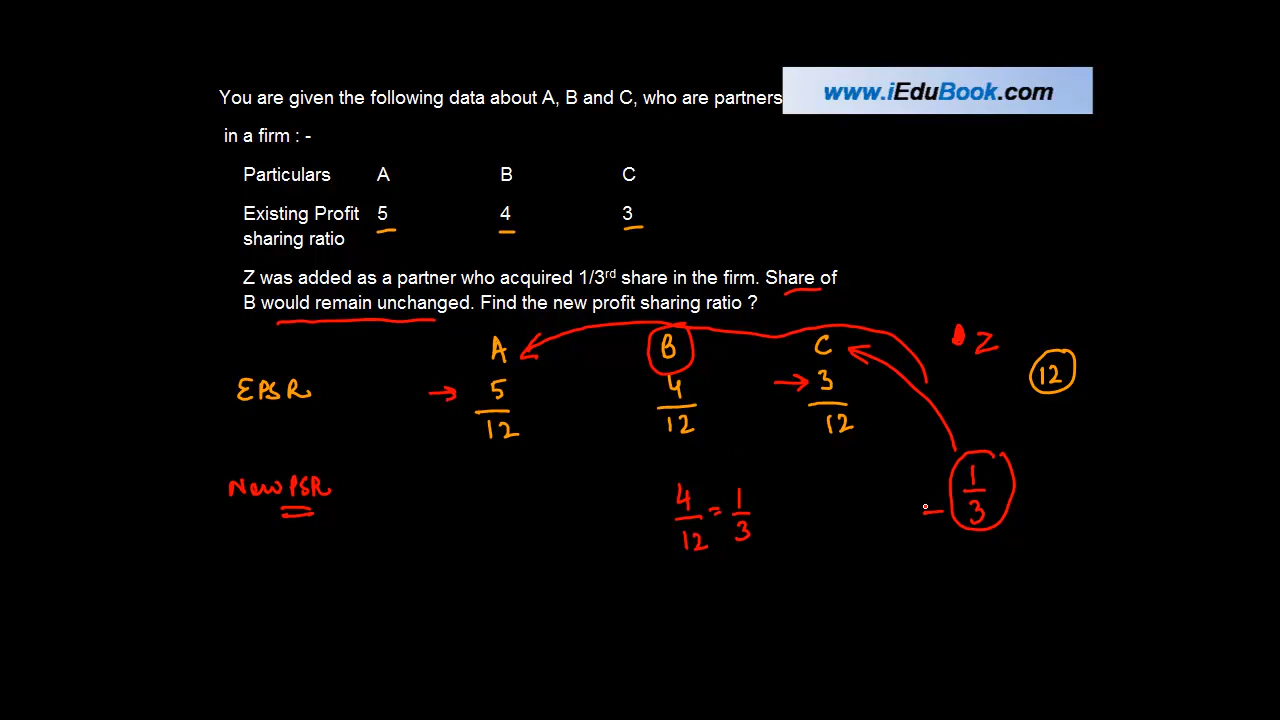 You are given the following data about A, B and C, who are partners
www.iEduBook.com
in a firm : -
Particulars A B C
Existing Profit 5 4 3
sharing ratio
Z was added as a partner who acquired 1/3rd share in the firm. Share of
B would remain unchanged. Find the new profit sharing ratio ?
A B C Z
EPSR → 5/12 4/12 → 3/12 12
New PSR 4/12 = 1/3 – 1/3